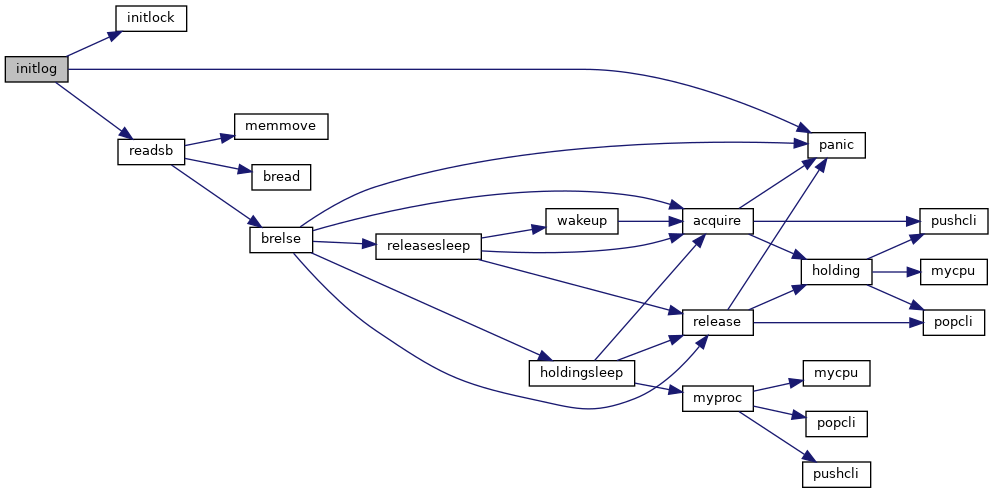 initlock
initlog
memmove
panic
readsb
bread
wakeup
acquire
pushcli
brelse
releasesleep
holding
mycpu
release
popcli
holdingsleep
mycpu
myproc
popcli
pushcli